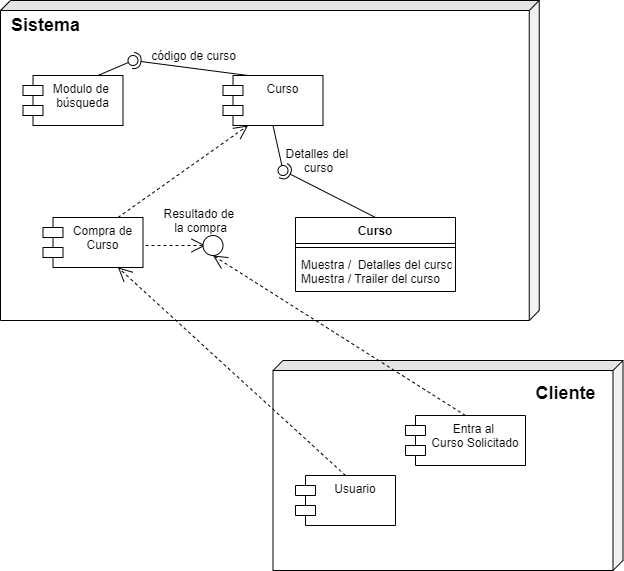 Sistema
código de curso
Modulo de
búsqueda
Curso
Detalles del
curso
Resultado de
la compra
Compra de
Curso
Curso
Muestra / Detalles del curso
Muestra / Trailer del curso
Cliente
Entra al
Curso Solicitado
Usuario